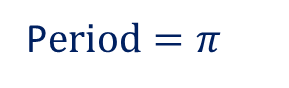 Period = π